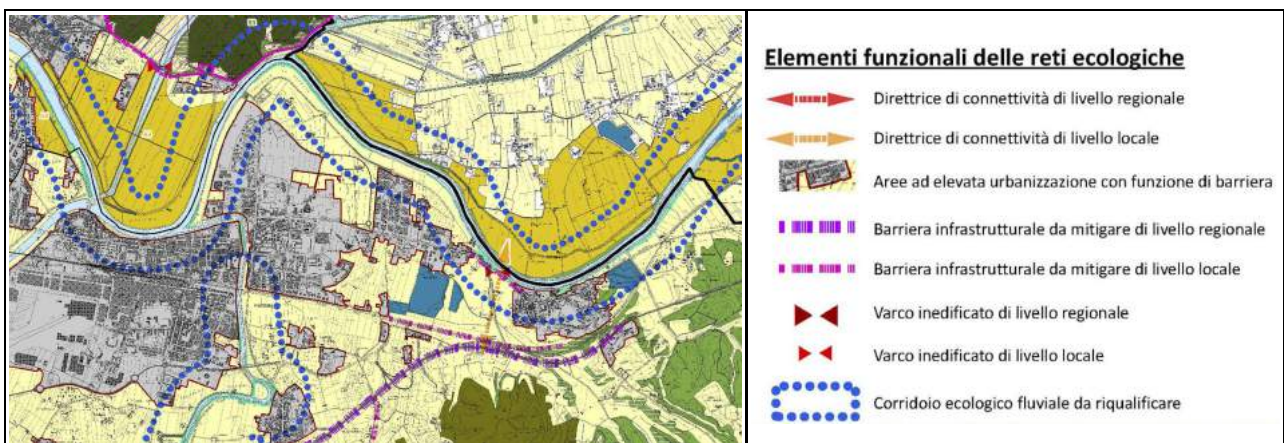 Elementi funzionali delle reti ecologiche
Direttrice di connettività di livello regionale
Direttrice di connettività di livello locale
Aree ad elevata urbanizzazione con funzione di barriera
Barriera infrastrutturale da mitigare di livello regionale
Barriera infrastrutturale da mitigare di livello locale
Varco inedificato di livello regionale
Varco inedificato di livello locale
Corridoio ecologico fluviale da riqualificare